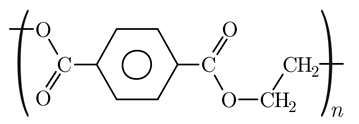 O O
C C CH₂
O O CH₂
n